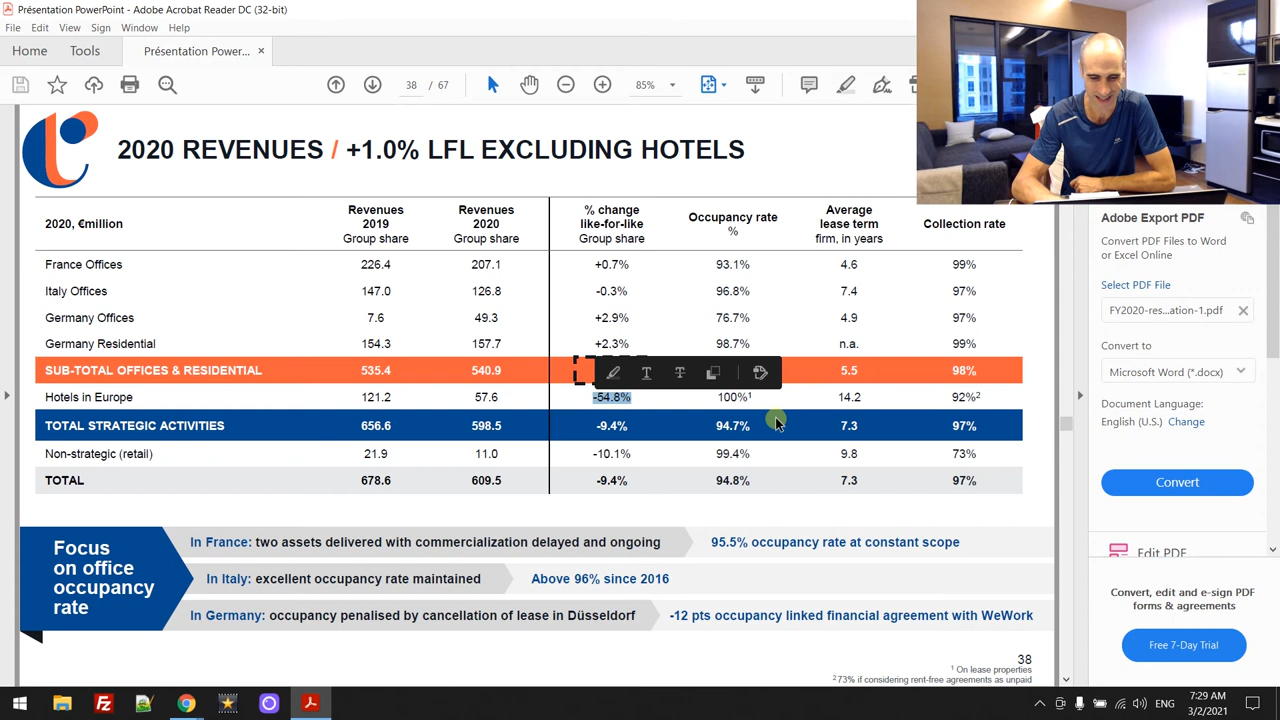 Présentation PowerPoint - Adobe Acrobat Reader DC (32-bit)
File Edit View Sign Window Help
Home Tools Présentation Power... ×
38 / 67 85%
2020 REVENUES / +1.0% LFL EXCLUDING HOTELS
2020, €million Revenues 2019 Group share Revenues 2020 Group share % change like-for-like Group share Occupancy rate % Average lease term firm, in years Collection rate
France Offices 226.4 207.1 +0.7% 93.1% 4.6 99%
Italy Offices 147.0 126.8 -0.3% 96.8% 7.4 97%
Germany Offices 7.6 49.3 +2.9% 76.7% 4.9 97%
Germany Residential 154.3 157.7 +2.3% 98.7% n.a. 99%
SUB-TOTAL OFFICES & RESIDENTIAL 535.4 540.9 5.5 98%
Hotels in Europe 121.2 57.6 -54.8% 100%¹ 14.2 92%²
TOTAL STRATEGIC ACTIVITIES 656.6 598.5 -9.4% 94.7% 7.3 97%
Non-strategic (retail) 21.9 11.0 -10.1% 99.4% 9.8 73%
TOTAL 678.6 609.5 -9.4% 94.8% 7.3 97%
Focus
on office
occupancy
rate
In France: two assets delivered with commercialization delayed and ongoing 95.5% occupancy rate at constant scope
In Italy: excellent occupancy rate maintained Above 96% since 2016
In Germany: occupancy penalised by cancellation of lease in Düsseldorf -12 pts occupancy linked financial agreement with WeWork
38
¹ On lease properties
² 73% if considering rent-free agreements as unpaid
Adobe Export PDF
Convert PDF Files to Word
or Excel Online
Select PDF File
FY2020-res...ation-1.pdf
Convert to
Microsoft Word (*.docx)
Document Language:
English (U.S.) Change
Convert
Edit PDF
Convert, edit and e-sign PDF
forms & agreements
Free 7-Day Trial
ENG
7:29 AM
3/2/2021